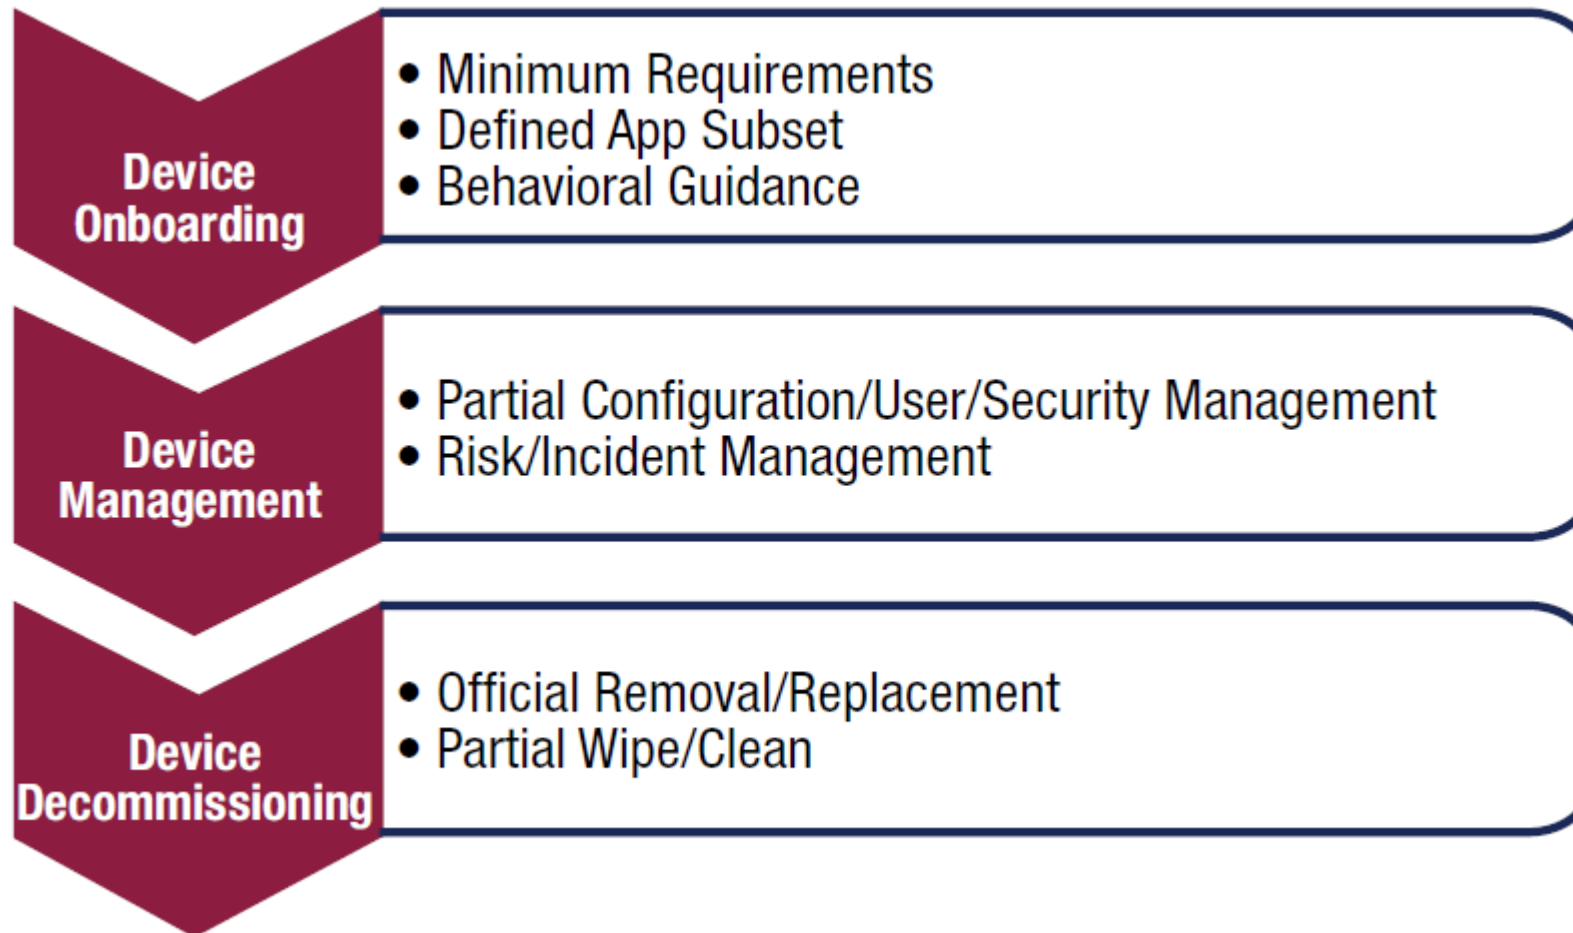 Device
Onboarding
• Minimum Requirements
• Defined App Subset
• Behavioral Guidance
Device
Management
• Partial Configuration/User/Security Management
• Risk/Incident Management
Device
Decommissioning
• Official Removal/Replacement
• Partial Wipe/Clean